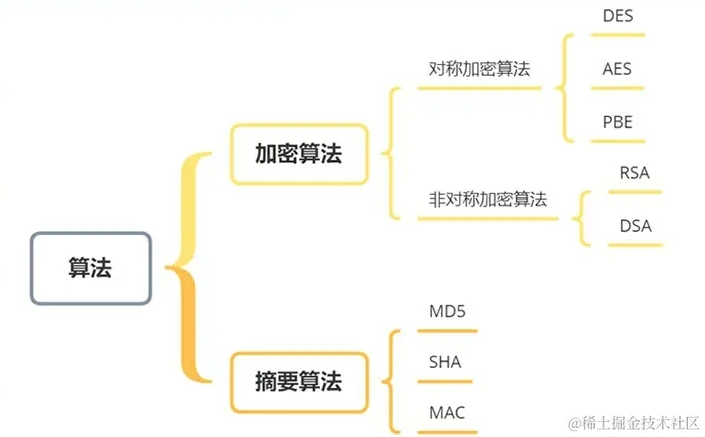 算法
加密算法
对称加密算法
DES
AES
PBE
非对称加密算法
RSA
DSA
摘要算法
MD5
SHA
MAC
@稀土掘金技术社区